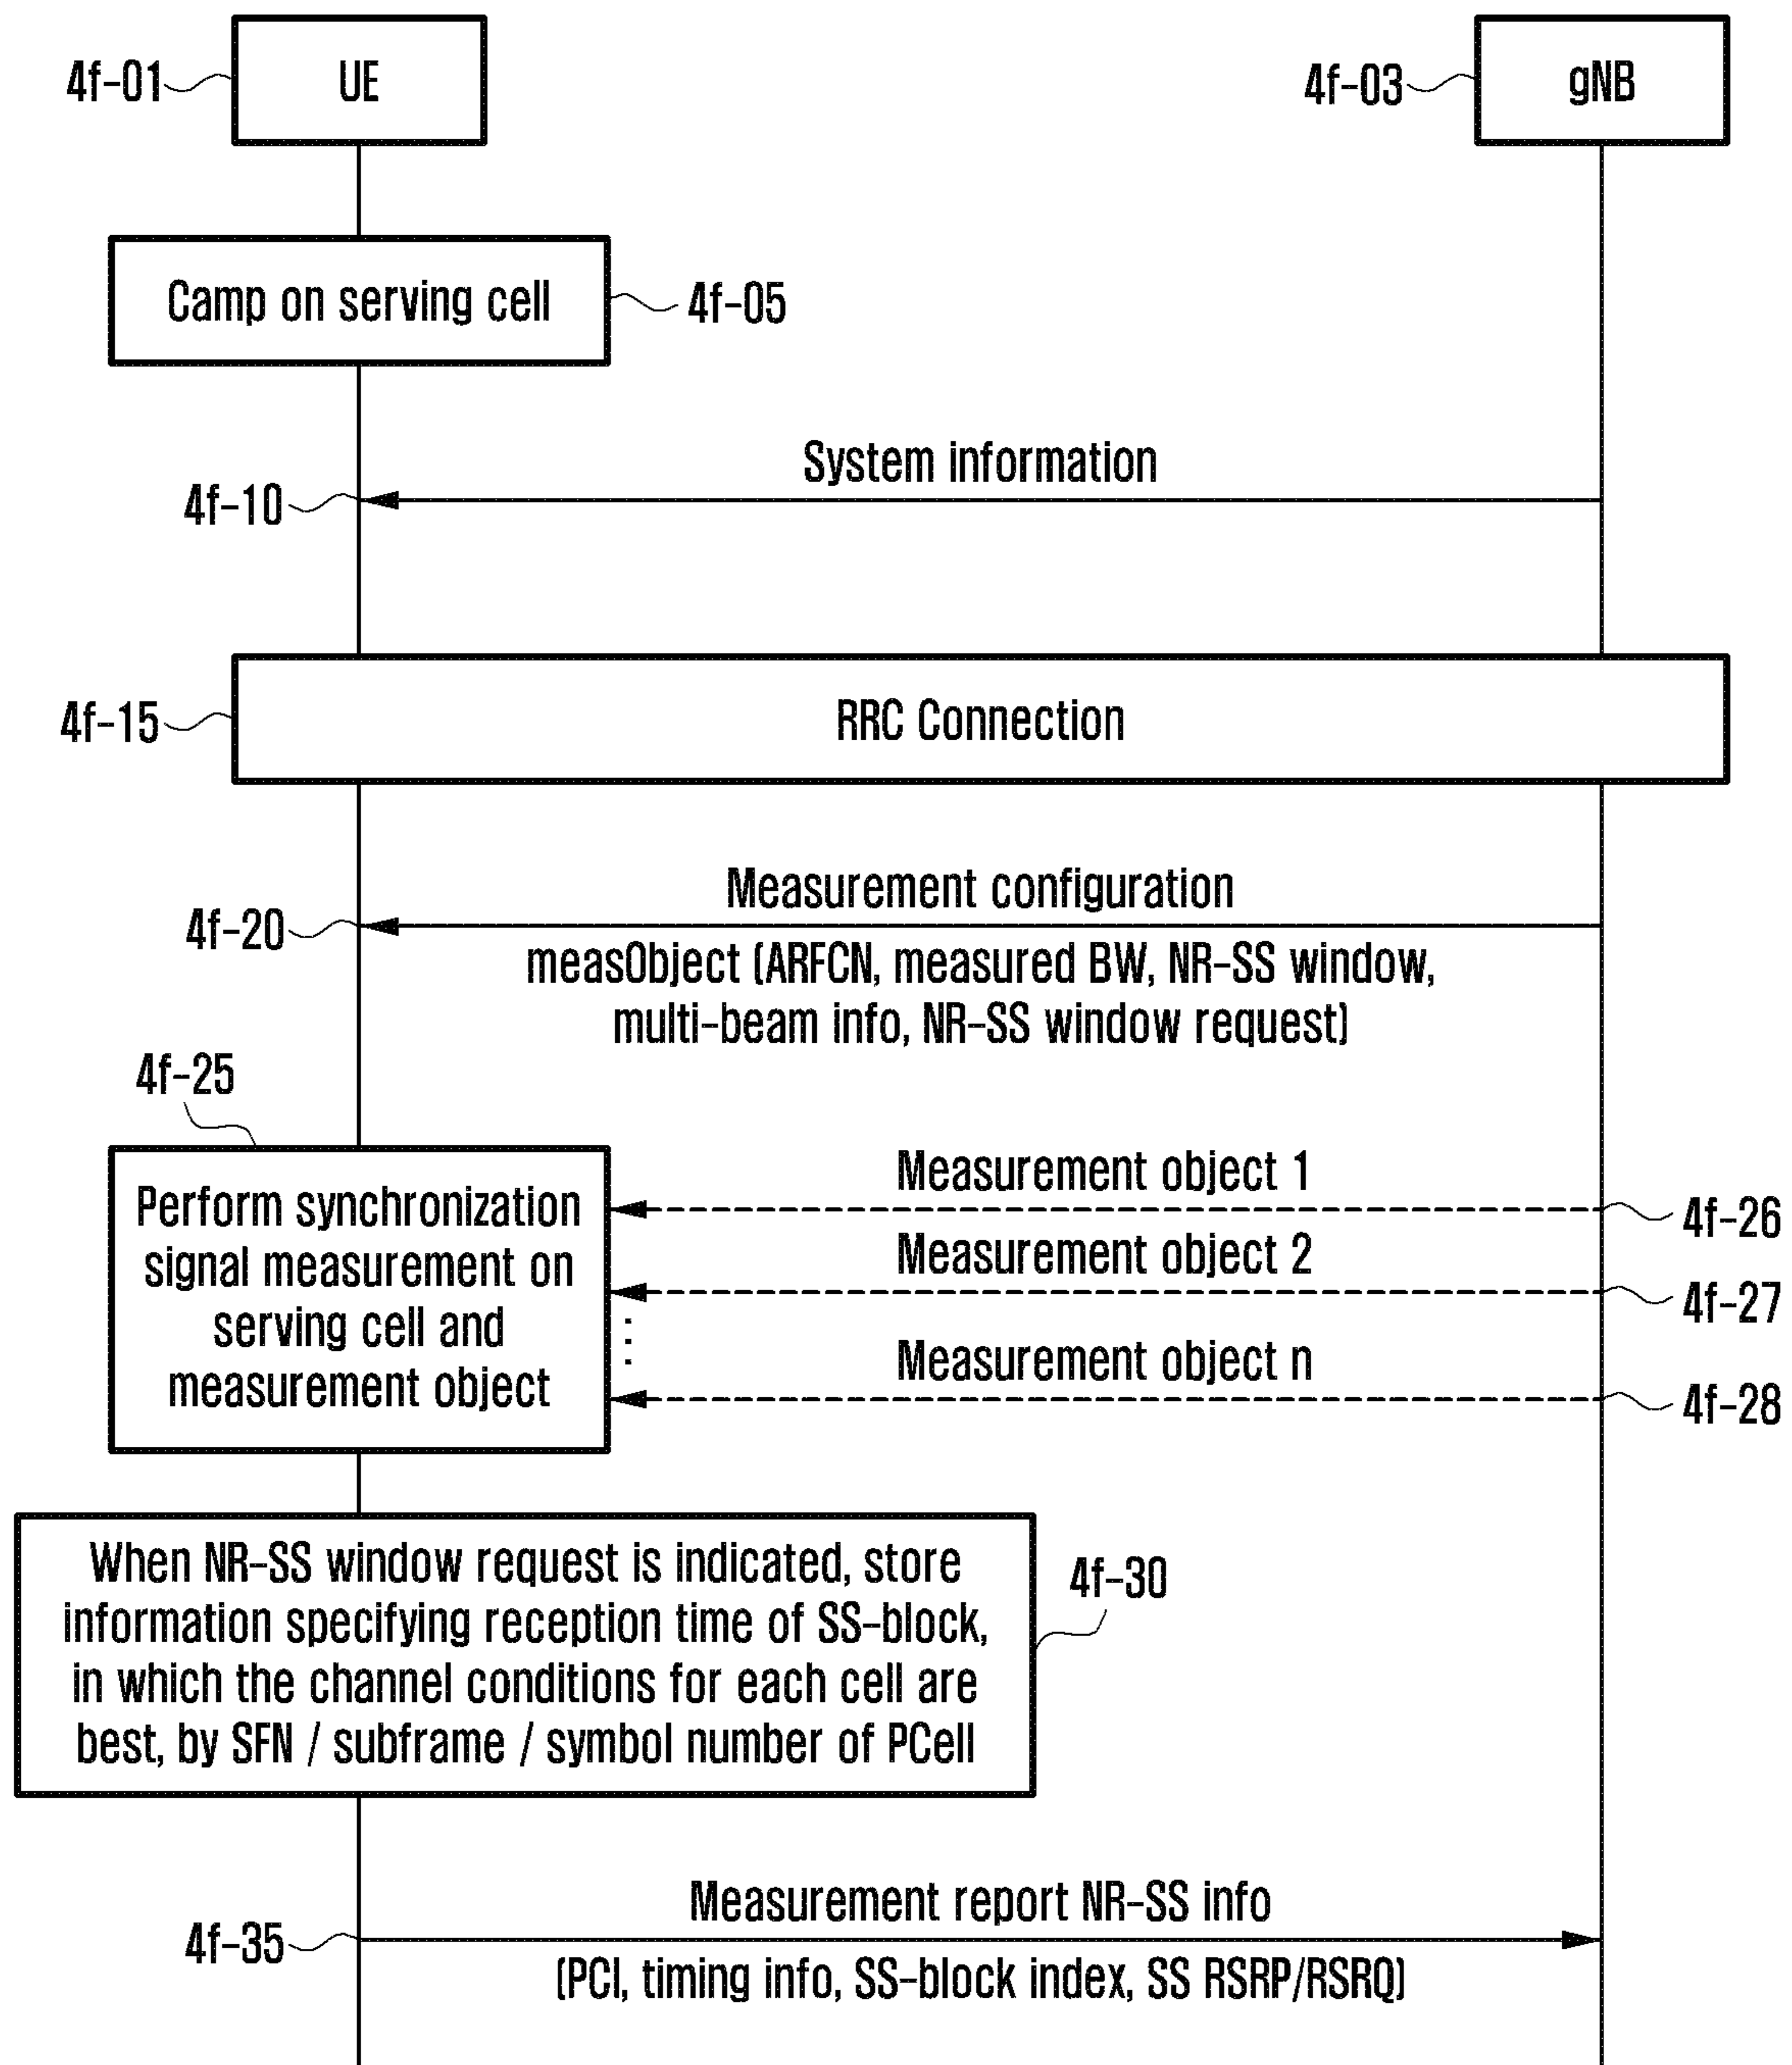 4f-01
UE
4f-03
gNB
Camp on serving cell
4f-05
System information
4f-10
4f-15
RRC Connection
Measurement configuration
4f-20
measObject (ARFCN, measured BW, NR-SS window,
multi-beam info, NR-SS window request)
4f-25
Perform synchronization
signal measurement on
serving cell and
measurement object
Measurement object 1
4f-26
Measurement object 2
4f-27
Measurement object n
4f-28
When NR-SS window request is indicated, store
information specifying reception time of SS-block,
in which the channel conditions for each cell are
best, by SFN / subframe / symbol number of PCell
4f-30
Measurement report NR-SS info
4f-35
(PCI, timing info, SS-block index, SS RSRP/RSRQ)